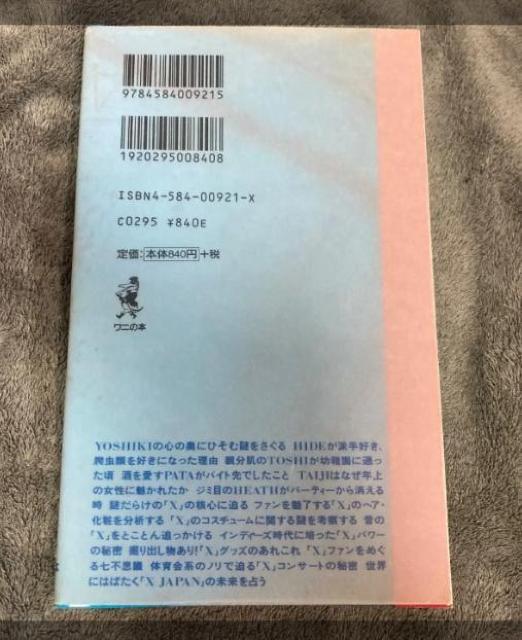 9784584009215
1920295008408
ISBN4-584-00921-X
C0295 ¥840E
定価:本体840円+税
ワニの本
YOSHIKIの心の奥にひそむ謎をさぐる HIDEが派手好き、
爬虫類を好きになった理由 親分肌のTOSHIが幼稚園に通っ
た頃 酒を愛すPATAがバイト先でしたこと TAIJIはなぜ年上
の女性に魅かれたか ジミ目のHEATHがパーティーから消える
時 謎だらけの「X」の核心に迫る ファンを魅了する「X」のヘア・
化粧を分析する 「X」のコスチュームに関する謎を考察する 昔の
「X」をとことん追っかける インディーズ時代に培った「X」パワー
の秘密 掘り出し物あり!「X」グッズのあれこれ 「X」ファンをめぐ
る七不思議 体育会系のノリで迫る「X」コンサートの秘密 世界
にはばたく「X JAPAN」の未来を占う